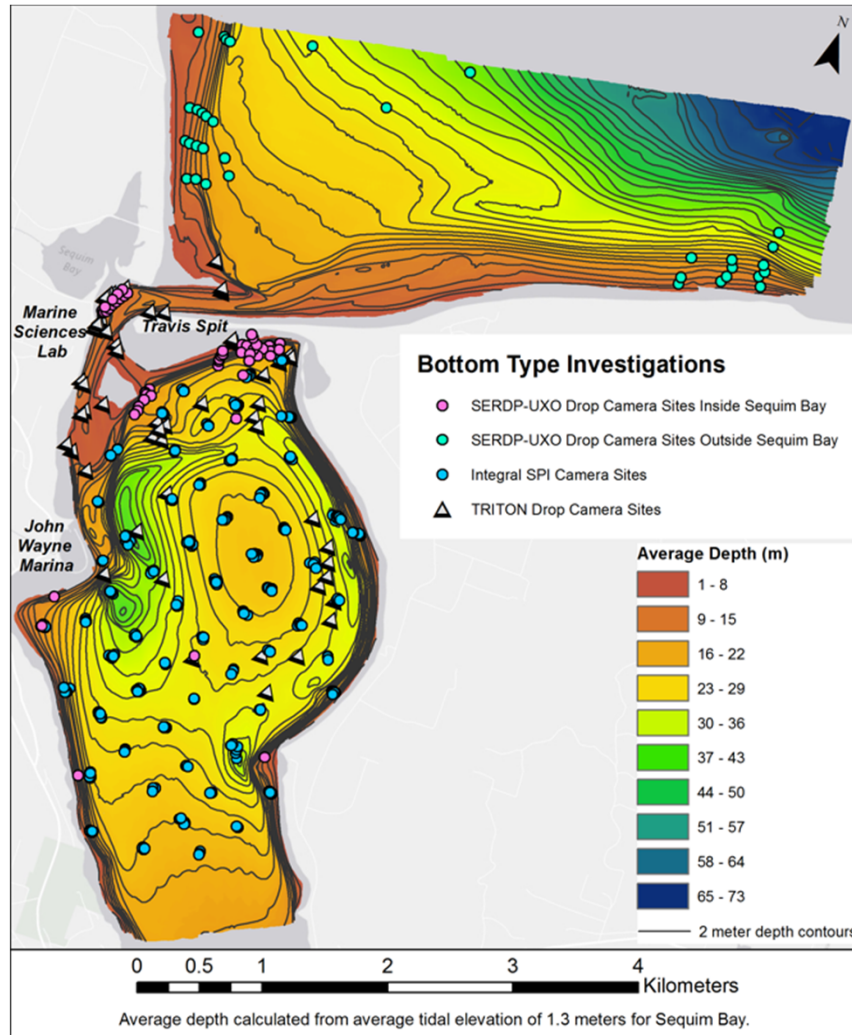 N
Sequim
Bay
Marine
Sciences
Lab
Travis Spit
John
Wayne
Marina
Bottom Type Investigations
SERDP-UXO Drop Camera Sites Inside Sequim Bay
SERDP-UXO Drop Camera Sites Outside Sequim Bay
Integral SPI Camera Sites
TRITON Drop Camera Sites
Average Depth (m)
1 - 8
9 - 15
16 - 22
23 - 29
30 - 36
37 - 43
44 - 50
51 - 57
58 - 64
65 - 73
2 meter depth contours
0 0.5 1 2 3 4
Kilometers
Average depth calculated from average tidal elevation of 1.3 meters for Sequim Bay.